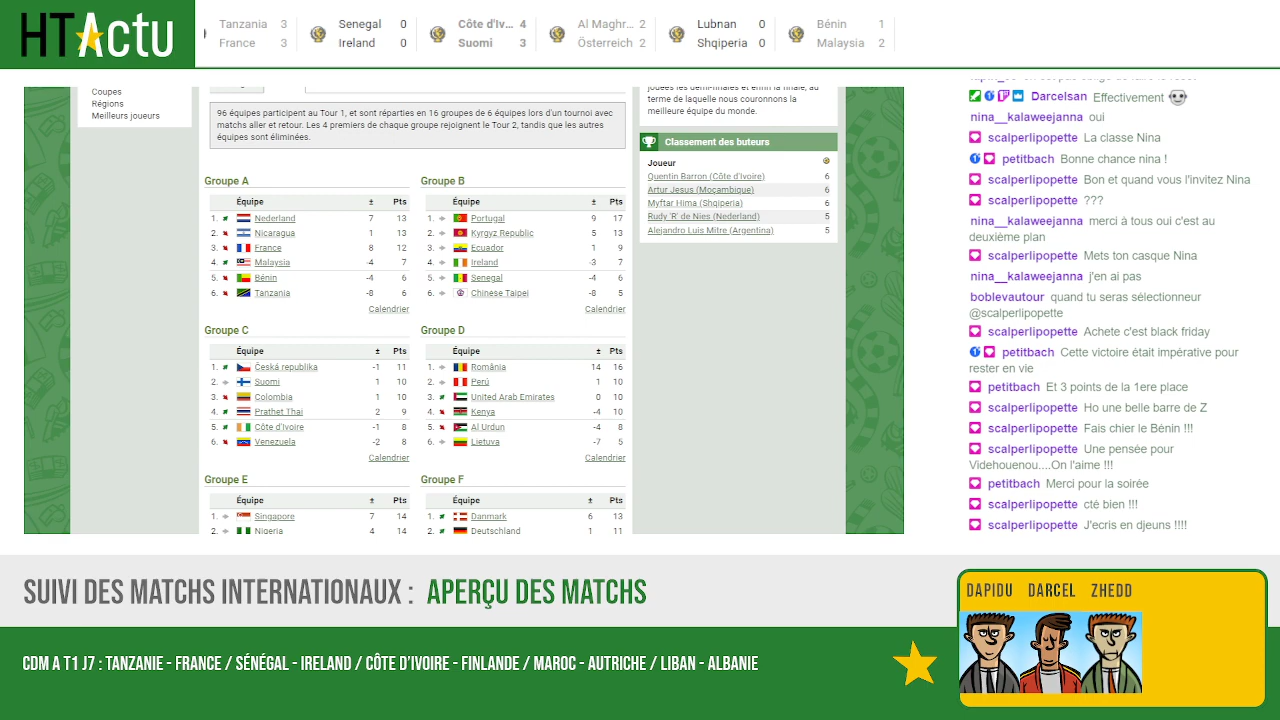 HTActu
Tanzania 3
France 3
Senegal 0
Ireland 0
Côte d'Iv... 4
Suomi 3
Al Maghr... 2
Österreich 2
Lubnan 0
Shqiperia 0
Bénin 1
Malaysia 2
Coupes
Régions
Meilleurs joueurs
96 équipes participent au Tour 1, et sont réparties en 16 groupes de 6 équipes lors d'un tournoi avec
matchs aller et retour. Les 4 premiers de chaque groupe rejoignent le Tour 2, tandis que les autres
équipes sont éliminées.
Groupe A
Équipe ± Pts
1. Nederland 7 13
2. Nicaragua 1 13
3. France 8 12
4. Malaysia -4 7
5. Bénin -4 6
6. Tanzania -8 6
Calendrier
Groupe B
Équipe ± Pts
1. Portugal 9 17
2. Kyrgyz Republic 5 13
3. Ecuador 1 9
4. Ireland -3 7
5. Senegal -4 6
6. Chinese Taipei -8 5
Calendrier
Groupe C
Équipe ± Pts
1. Česká republika -1 11
2. Suomi 1 10
3. Colombia 1 10
4. Prathet Thai 2 9
5. Côte d'Ivoire -1 8
6. Venezuela -2 8
Calendrier
Groupe D
Équipe ± Pts
1. România 14 16
2. Perú 1 10
3. United Arab Emirates 0 10
4. Kenya -4 10
5. Al Urdun -4 8
6. Lietuva -7 5
Calendrier
Groupe E
Équipe ± Pts
1. Singapore 7 14
2. Nigeria 4 14
Groupe F
Équipe ± Pts
1. Danmark 6 13
2. Deutschland 1 11
jouées les demi-finales et enfin la finale, au
terme de laquelle nous couronnons la
meilleure équipe du monde.
Classement des buteurs
Joueur
Quentin Barron (Côte d'Ivoire) 6
Artur Jesus (Moçambique) 6
Myftar Hima (Shqiperia) 6
Rudy 'R' de Nies (Nederland) 5
Alejandro Luis Mitre (Argentina) 5
Darcelsan Effectivement
nina__kalaweejanna oui
scalperlipopette La classe Nina
petitbach Bonne chance nina !
scalperlipopette Bon et quand vous l'invitez Nina
scalperlipopette ???
nina__kalaweejanna merci à tous oui c'est au
deuxième plan
scalperlipopette Mets ton casque Nina
nina__kalaweejanna j'en ai pas
boblevautour quand tu seras sélectionneur
@scalperlipopette
scalperlipopette Achete c'est black friday
petitbach Cette victoire était impérative pour
rester en vie
petitbach Et 3 points de la 1ere place
scalperlipopette Ho une belle barre de Z
scalperlipopette Fais chier le Bénin !!!
scalperlipopette Une pensée pour
Videhouenou....On l'aime !!!
petitbach Merci pour la soirée
scalperlipopette cté bien !!!
scalperlipopette J'ecris en djeuns !!!!
SUIVI DES MATCHS INTERNATIONAUX : APERÇU DES MATCHS
DAPIDU DARCEL ZHEDD
CDM A T1 J7 : TANZANIE - FRANCE / SÉNÉGAL - IRELAND / CÔTE D'IVOIRE - FINLANDE / MAROC - AUTRICHE / LIBAN - ALBANIE